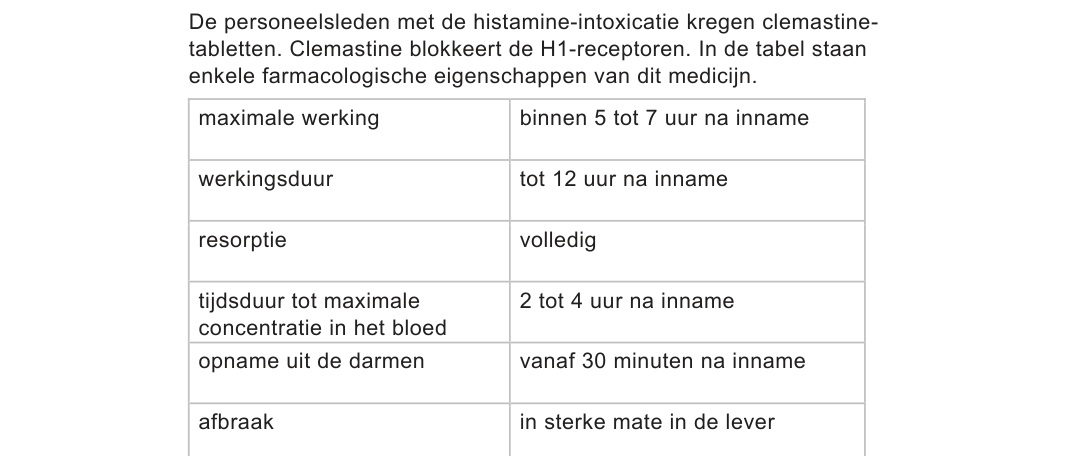 De personeelsleden met de histamine-intoxicatie kregen clemastine-
tabletten. Clemastine blokkeert de H1-receptoren. In de tabel staan
enkele farmacologische eigenschappen van dit medicijn.
maximale werking binnen 5 tot 7 uur na inname
werkingsduur tot 12 uur na inname
resorptie volledig
tijdsduur tot maximale 2 tot 4 uur na inname
concentratie in het bloed
opname uit de darmen vanaf 30 minuten na inname
afbraak in sterke mate in de lever